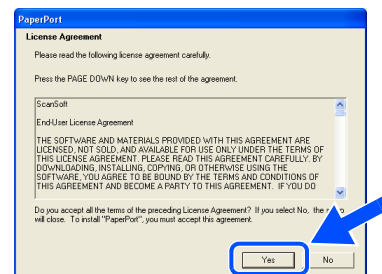 PaperPort
License Agreement
Please read the following license agreement carefully.
Press the PAGE DOWN key to see the rest of the agreement.
ScanSoft
End-User License Agreement
THE SOFTWARE AND MATERIALS PROVIDED WITH THIS AGREEMENT ARE
LICENSED, NOT SOLD, AND AVAILABLE FOR USE ONLY UNDER THE TERMS OF
THIS LICENSE AGREEMENT. PLEASE READ THIS AGREEMENT CAREFULLY. BY
DOWNLOADING, INSTALLING, COPYING, OR OTHERWISE USING THE
SOFTWARE, YOU AGREE TO BE BOUND BY THE TERMS AND CONDITIONS OF
THIS AGREEMENT AND BECOME A PARTY TO THIS AGREEMENT. IF YOU DO
Do you accept all the terms of the preceding License Agreement? If you select No, the
will close. To install "PaperPort", you must accept this agreement.
Yes No